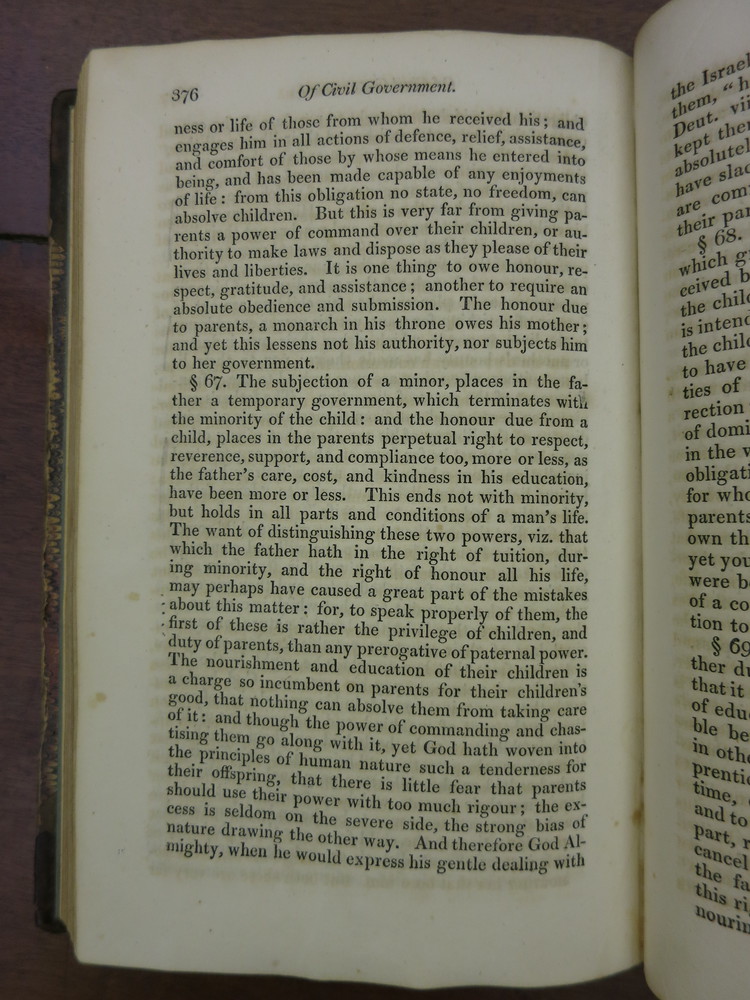 376 Of Civil Government.
ness or life of those from whom he received his; and
engages him in all actions of defence, relief, assistance,
and comfort of those by whose means he entered into
being, and has been made capable of any enjoyments
of life: from this obligation no state, no freedom, can
absolve children. But this is very far from giving pa-
rents a power of command over their children, or au-
thority to make laws and dispose as they please of their
lives and liberties. It is one thing to owe honour, re-
spect, gratitude, and assistance; another to require an
absolute obedience and submission. The honour due
to parents, a monarch in his throne owes his mother;
and yet this lessens not his authority, nor subjects him
to her government.
§ 67. The subjection of a minor, places in the fa-
ther a temporary government, which terminates with
the minority of the child: and the honour due from a
child, places in the parents perpetual right to respect,
reverence, support, and compliance too, more or less, as
the father's care, cost, and kindness in his education,
have been more or less. This ends not with minority,
but holds in all parts and conditions of a man's life.
The want of distinguishing these two powers, viz. that
which the father hath in the right of tuition, dur-
ing minority, and the right of honour all his life,
may perhaps have caused a great part of the mistakes
about this matter: for, to speak properly of them, the
first of these is rather the privilege of children, and
duty of parents, than any prerogative of paternal power.
The nourishment and education of their children is
a charge so incumbent on parents for their children's
good, that nothing can absolve them from taking care
of it: and though the power of commanding and chas-
tising them go along with it, yet God hath woven into
the principles of human nature such a tenderness for
their offspring, that there is little fear that parents
should use their power with too much rigour; the ex-
cess is seldom on the severe side, the strong bias of
nature drawing the other way. And therefore God Al-
mighty, when he would express his gentle dealing with
the Israel
them, "h
Deut. vii
kept the
absolutel
have slac
are com
their par
§ 68.
which g
ceived b
the child
is intend
the child
to have
ties of
rection
of domi
in the v
obligati
for who
parents
own th
yet you
were b
of a co
tion to
§ 69
ther du
that it
of edu
ble be
in oth
prenti
time,
and to
part, r
cancel
the fa
this ri
nouri